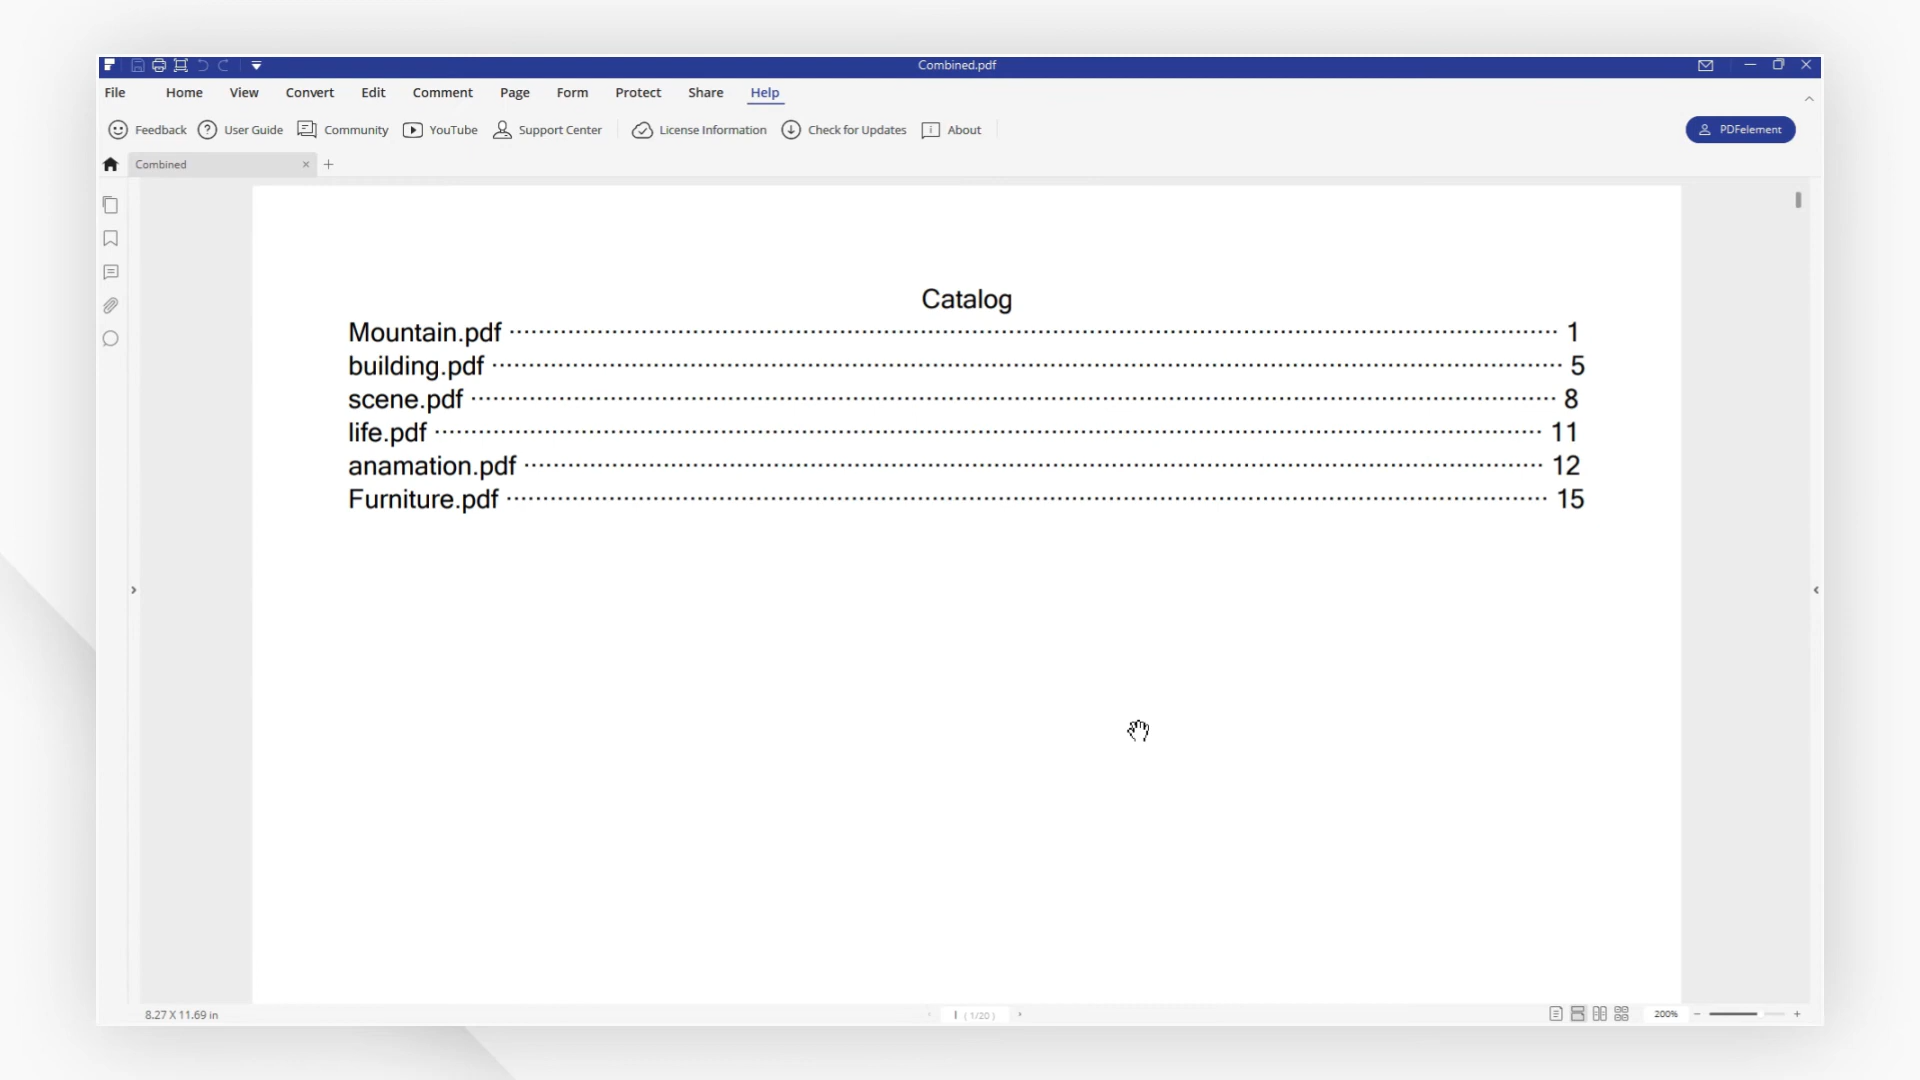 Combined.pdf
File Home View Convert Edit Comment Page Form Protect Share Help
Feedback User Guide Community YouTube Support Center License Information Check for Updates About PDFelement
Combined
Catalog
Mountain.pdf ························································ 1
building.pdf ························································ 5
scene.pdf ························································ 8
life.pdf ························································ 11
anamation.pdf ························································ 12
Furniture.pdf ························································ 15
8.27 X 11.69 in I ( 1/20 ) 200%